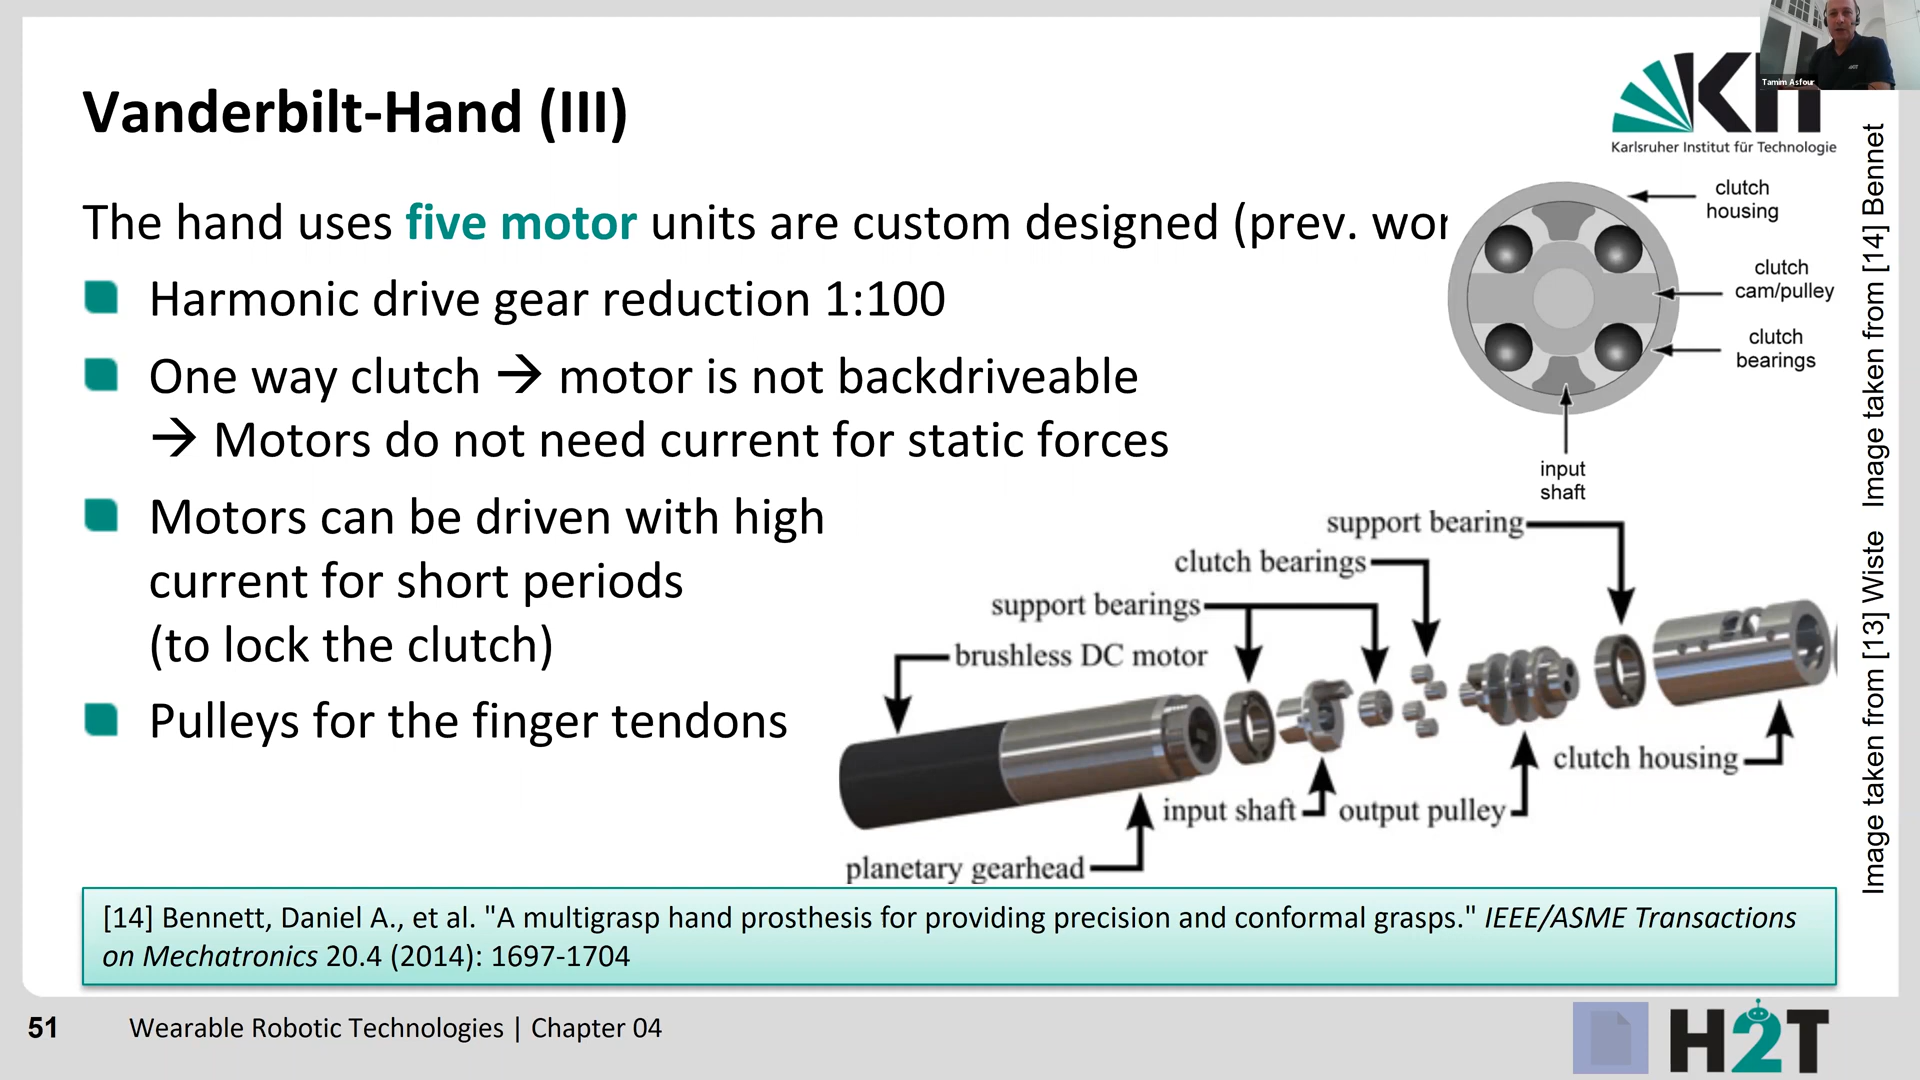 Tamim Asfour
Vanderbilt-Hand (III)
Karlsruher Institut für Technologie
The hand uses five motor units are custom designed (prev.
Harmonic drive gear reduction 1:100
One way clutch → motor is not backdriveable
→ Motors do not need current for static forces
Motors can be driven with high
current for short periods
(to lock the clutch)
Pulleys for the finger tendons
clutch
housing
clutch
cam/pulley
clutch
bearings
input
shaft
support bearing
clutch bearings
support bearings
brushless DC motor
clutch housing
input shaft
output pulley
planetary gearhead
Image taken from [13] Wiste
Image taken from [14] Bennet
[14] Bennett, Daniel A., et al. "A multigrasp hand prosthesis for providing precision and conformal grasps." IEEE/ASME Transactions
on Mechatronics 20.4 (2014): 1697-1704
51
Wearable Robotic Technologies | Chapter 04
H2T